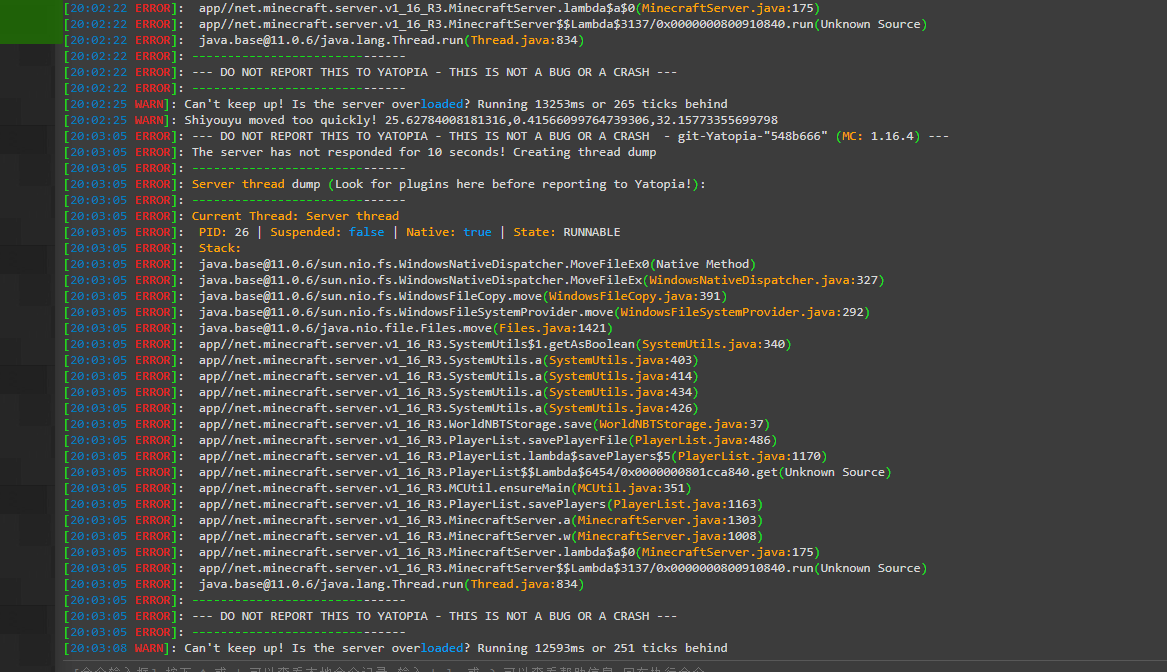 [20:02:22 ERROR]: app//net.minecraft.server.v1_16_R3.MinecraftServer.lambda$a$0(MinecraftServer.java:175)
[20:02:22 ERROR]: app//net.minecraft.server.v1_16_R3.MinecraftServer$$Lambda$3137/0x0000000800910840.run(Unknown Source)
[20:02:22 ERROR]: java.base@11.0.6/java.lang.Thread.run(Thread.java:834)
[20:02:22 ERROR]: ------------------------------
[20:02:22 ERROR]: --- DO NOT REPORT THIS TO YATOPIA - THIS IS NOT A BUG OR A CRASH ---
[20:02:22 ERROR]: ------------------------------
[20:02:25 WARN]: Can't keep up! Is the server overloaded? Running 13253ms or 265 ticks behind
[20:02:25 WARN]: Shiyouyu moved too quickly! 25.62784008181316,0.41566099764739306,32.15773355699798
[20:03:05 ERROR]: --- DO NOT REPORT THIS TO YATOPIA - THIS IS NOT A BUG OR A CRASH - git-Yatopia-"548b666" (MC: 1.16.4) ---
[20:03:05 ERROR]: The server has not responded for 10 seconds! Creating thread dump
[20:03:05 ERROR]: ------------------------------
[20:03:05 ERROR]: Server thread dump (Look for plugins here before reporting to Yatopia!):
[20:03:05 ERROR]: ------------------------------
[20:03:05 ERROR]: Current Thread: Server thread
[20:03:05 ERROR]: PID: 26 | Suspended: false | Native: true | State: RUNNABLE
[20:03:05 ERROR]: Stack:
[20:03:05 ERROR]: java.base@11.0.6/sun.nio.fs.WindowsNativeDispatcher.MoveFileEx0(Native Method)
[20:03:05 ERROR]: java.base@11.0.6/sun.nio.fs.WindowsNativeDispatcher.MoveFileEx(WindowsNativeDispatcher.java:327)
[20:03:05 ERROR]: java.base@11.0.6/sun.nio.fs.WindowsFileCopy.move(WindowsFileCopy.java:391)
[20:03:05 ERROR]: java.base@11.0.6/sun.nio.fs.WindowsFileSystemProvider.move(WindowsFileSystemProvider.java:292)
[20:03:05 ERROR]: java.base@11.0.6/java.nio.file.Files.move(Files.java:1421)
[20:03:05 ERROR]: app//net.minecraft.server.v1_16_R3.SystemUtils$1.getAsBoolean(SystemUtils.java:340)
[20:03:05 ERROR]: app//net.minecraft.server.v1_16_R3.SystemUtils.a(SystemUtils.java:403)
[20:03:05 ERROR]: app//net.minecraft.server.v1_16_R3.SystemUtils.a(SystemUtils.java:414)
[20:03:05 ERROR]: app//net.minecraft.server.v1_16_R3.SystemUtils.a(SystemUtils.java:434)
[20:03:05 ERROR]: app//net.minecraft.server.v1_16_R3.SystemUtils.a(SystemUtils.java:426)
[20:03:05 ERROR]: app//net.minecraft.server.v1_16_R3.WorldNBTStorage.save(WorldNBTStorage.java:37)
[20:03:05 ERROR]: app//net.minecraft.server.v1_16_R3.PlayerList.savePlayerFile(PlayerList.java:486)
[20:03:05 ERROR]: app//net.minecraft.server.v1_16_R3.PlayerList.lambda$savePlayers$5(PlayerList.java:1170)
[20:03:05 ERROR]: app//net.minecraft.server.v1_16_R3.PlayerList$$Lambda$6454/0x0000000801cca840.get(Unknown Source)
[20:03:05 ERROR]: app//net.minecraft.server.v1_16_R3.MCUtil.ensureMain(MCUtil.java:351)
[20:03:05 ERROR]: app//net.minecraft.server.v1_16_R3.PlayerList.savePlayers(PlayerList.java:1163)
[20:03:05 ERROR]: app//net.minecraft.server.v1_16_R3.MinecraftServer.a(MinecraftServer.java:1303)
[20:03:05 ERROR]: app//net.minecraft.server.v1_16_R3.MinecraftServer.w(MinecraftServer.java:1008)
[20:03:05 ERROR]: app//net.minecraft.server.v1_16_R3.MinecraftServer.lambda$a$0(MinecraftServer.java:175)
[20:03:05 ERROR]: app//net.minecraft.server.v1_16_R3.MinecraftServer$$Lambda$3137/0x0000000800910840.run(Unknown Source)
[20:03:05 ERROR]: java.base@11.0.6/java.lang.Thread.run(Thread.java:834)
[20:03:05 ERROR]: ------------------------------
[20:03:05 ERROR]: --- DO NOT REPORT THIS TO YATOPIA - THIS IS NOT A BUG OR A CRASH ---
[20:03:05 ERROR]: ------------------------------
[20:03:08 WARN]: Can't keep up! Is the server overloaded? Running 12593ms or 251 ticks behind